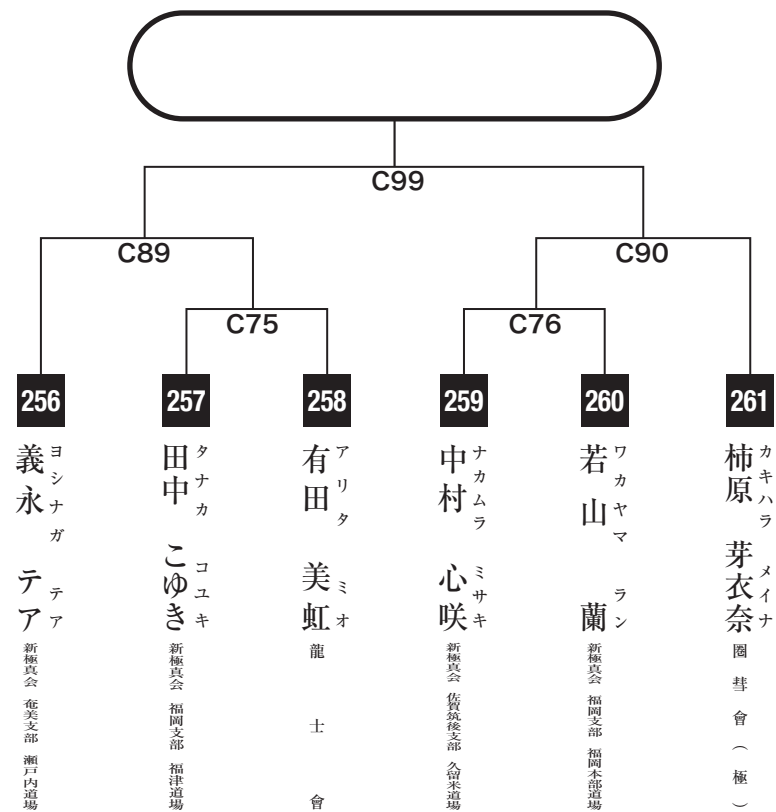 C99
C89
C90
C75
C76
256
257
258
259
260
261
義永 テア
ヨシナガ テア
新極真会 奄美支部 瀬戸内道場
田中 こゆき
タナカ コユキ
新極真会 福岡支部 福津道場
有田 美虹
アリタ ミオ
龍士會
中村 心咲
ナカムラ ミサキ
新極真会 佐賀筑後支部 久留米道場
若山 蘭
ワカヤマ ラン
新極真会 福岡支部 福岡本部道場
柿原 芽衣奈
カキハラ メイナ
圏彗會(極)